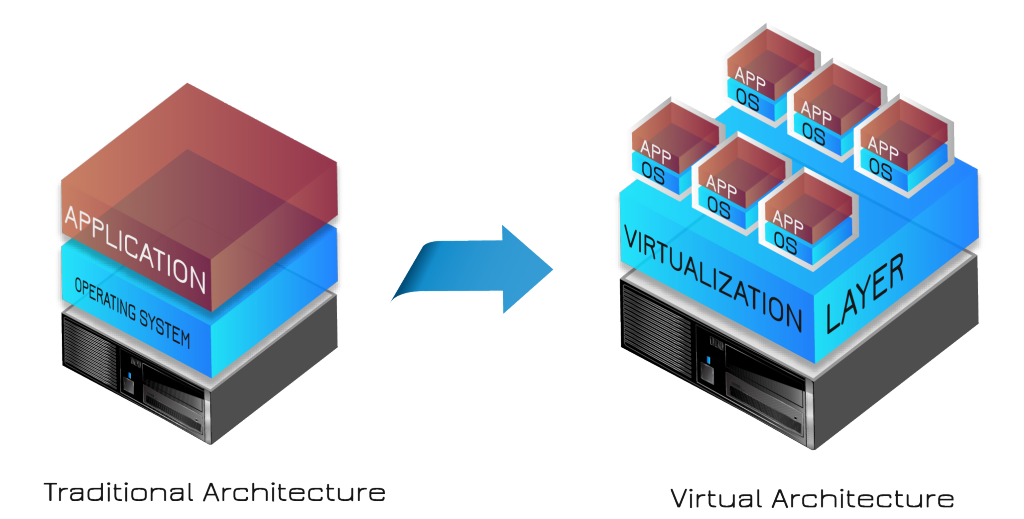 APPLICATION
OPERATING SYSTEM
Traditional Architecture
APP
OS
APP
OS
APP
OS
APP
OS
APP
OS
APP
OS
VIRTUALIZATION LAYER
Virtual Architecture